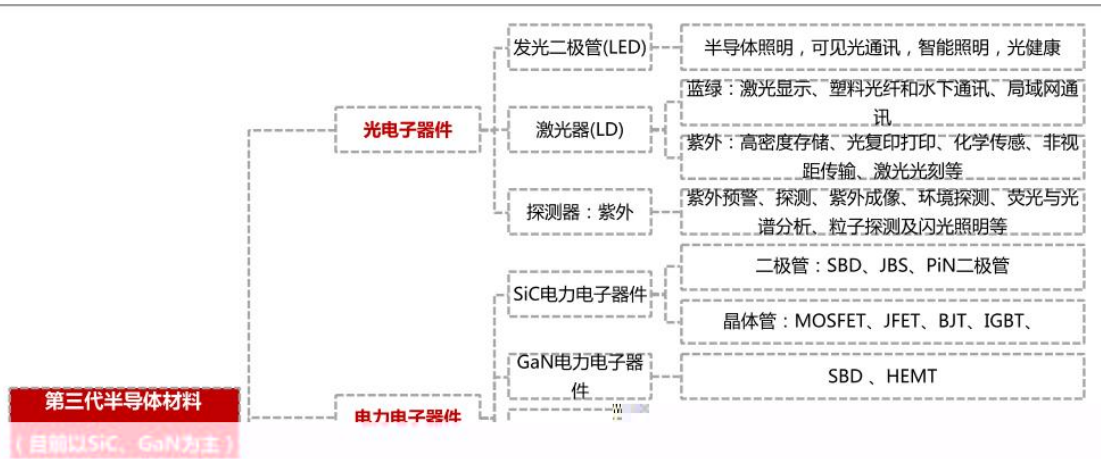 发光二极管(LED)
半导体照明，可见光通讯，智能照明，光健康
光电子器件
激光器(LD)
蓝绿：激光显示、塑料光纤和水下通讯、局域网通
讯
紫外：高密度存储、光复印打印、化学传感、非视
距传输、激光光刻等
探测器：紫外
紫外预警、探测、紫外成像、环境探测、荧光与光
谱分析、粒子探测及闪光照明等
SiC电力电子器件
二极管：SBD、JBS、PiN二极管
晶体管：MOSFET、JFET、BJT、IGBT、
GaN电力电子器
件
SBD 、HEMT
第三代半导体材料
（目前以SiC、GaN为主）
电力电子器件